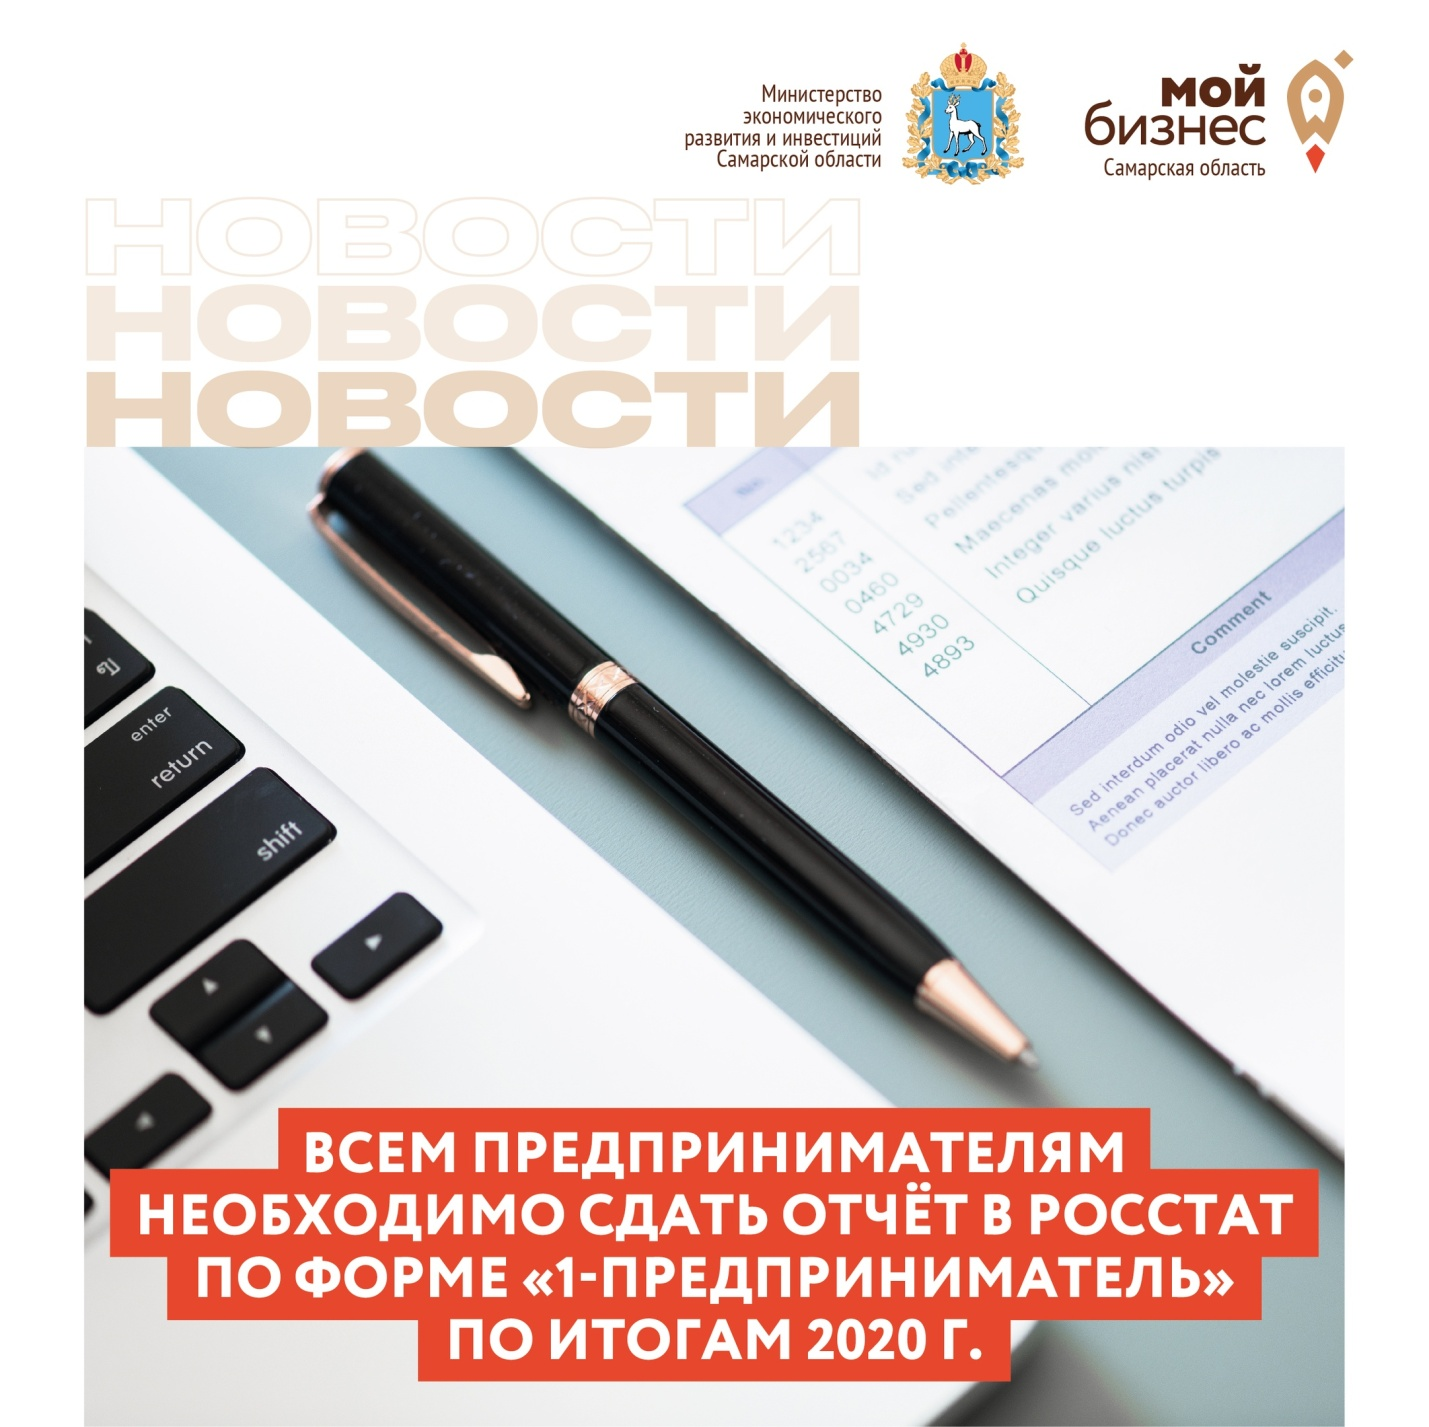 Министерство
экономического
развития и инвестиций
Самарской области
мой
бизнес
Самарская область
НОВОСТИ
НОВОСТИ
НОВОСТИ
1234
2567
0034
0460
4729
4930
4893
Maecenas
Integer varius nisi
Quisque luctus turpis
Comment
Sed interdum odio vel molestie suscipit.
Aenean placerat nulla nec lorem luctus
Donec auctor libero ac mollis
enter
return
shift
ВСЕМ ПРЕДПРИНИМАТЕЛЯМ
НЕОБХОДИМО СДАТЬ ОТЧЁТ В РОССТАТ
ПО ФОРМЕ «1-ПРЕДПРИНИМАТЕЛЬ»
ПО ИТОГАМ 2020 Г.